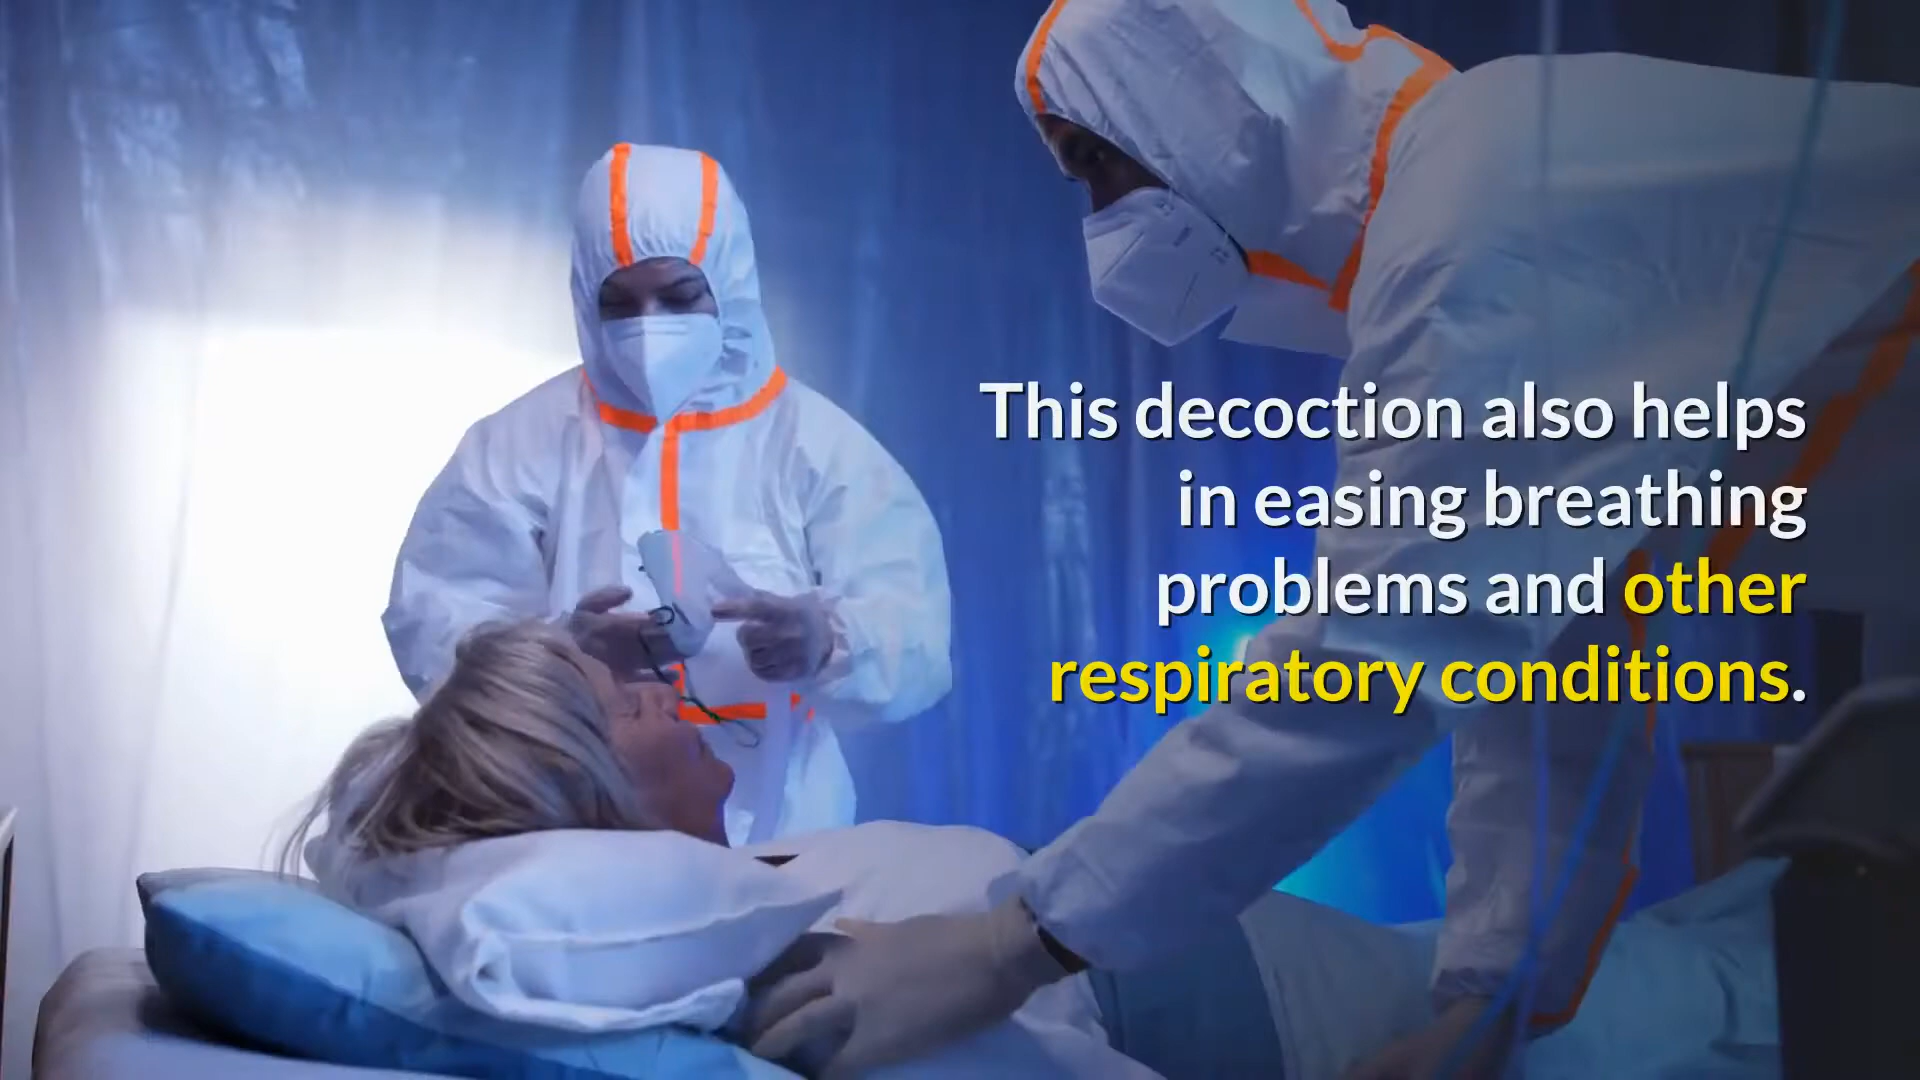 This decoction also helps
in easing breathing
problems and other
respiratory conditions.